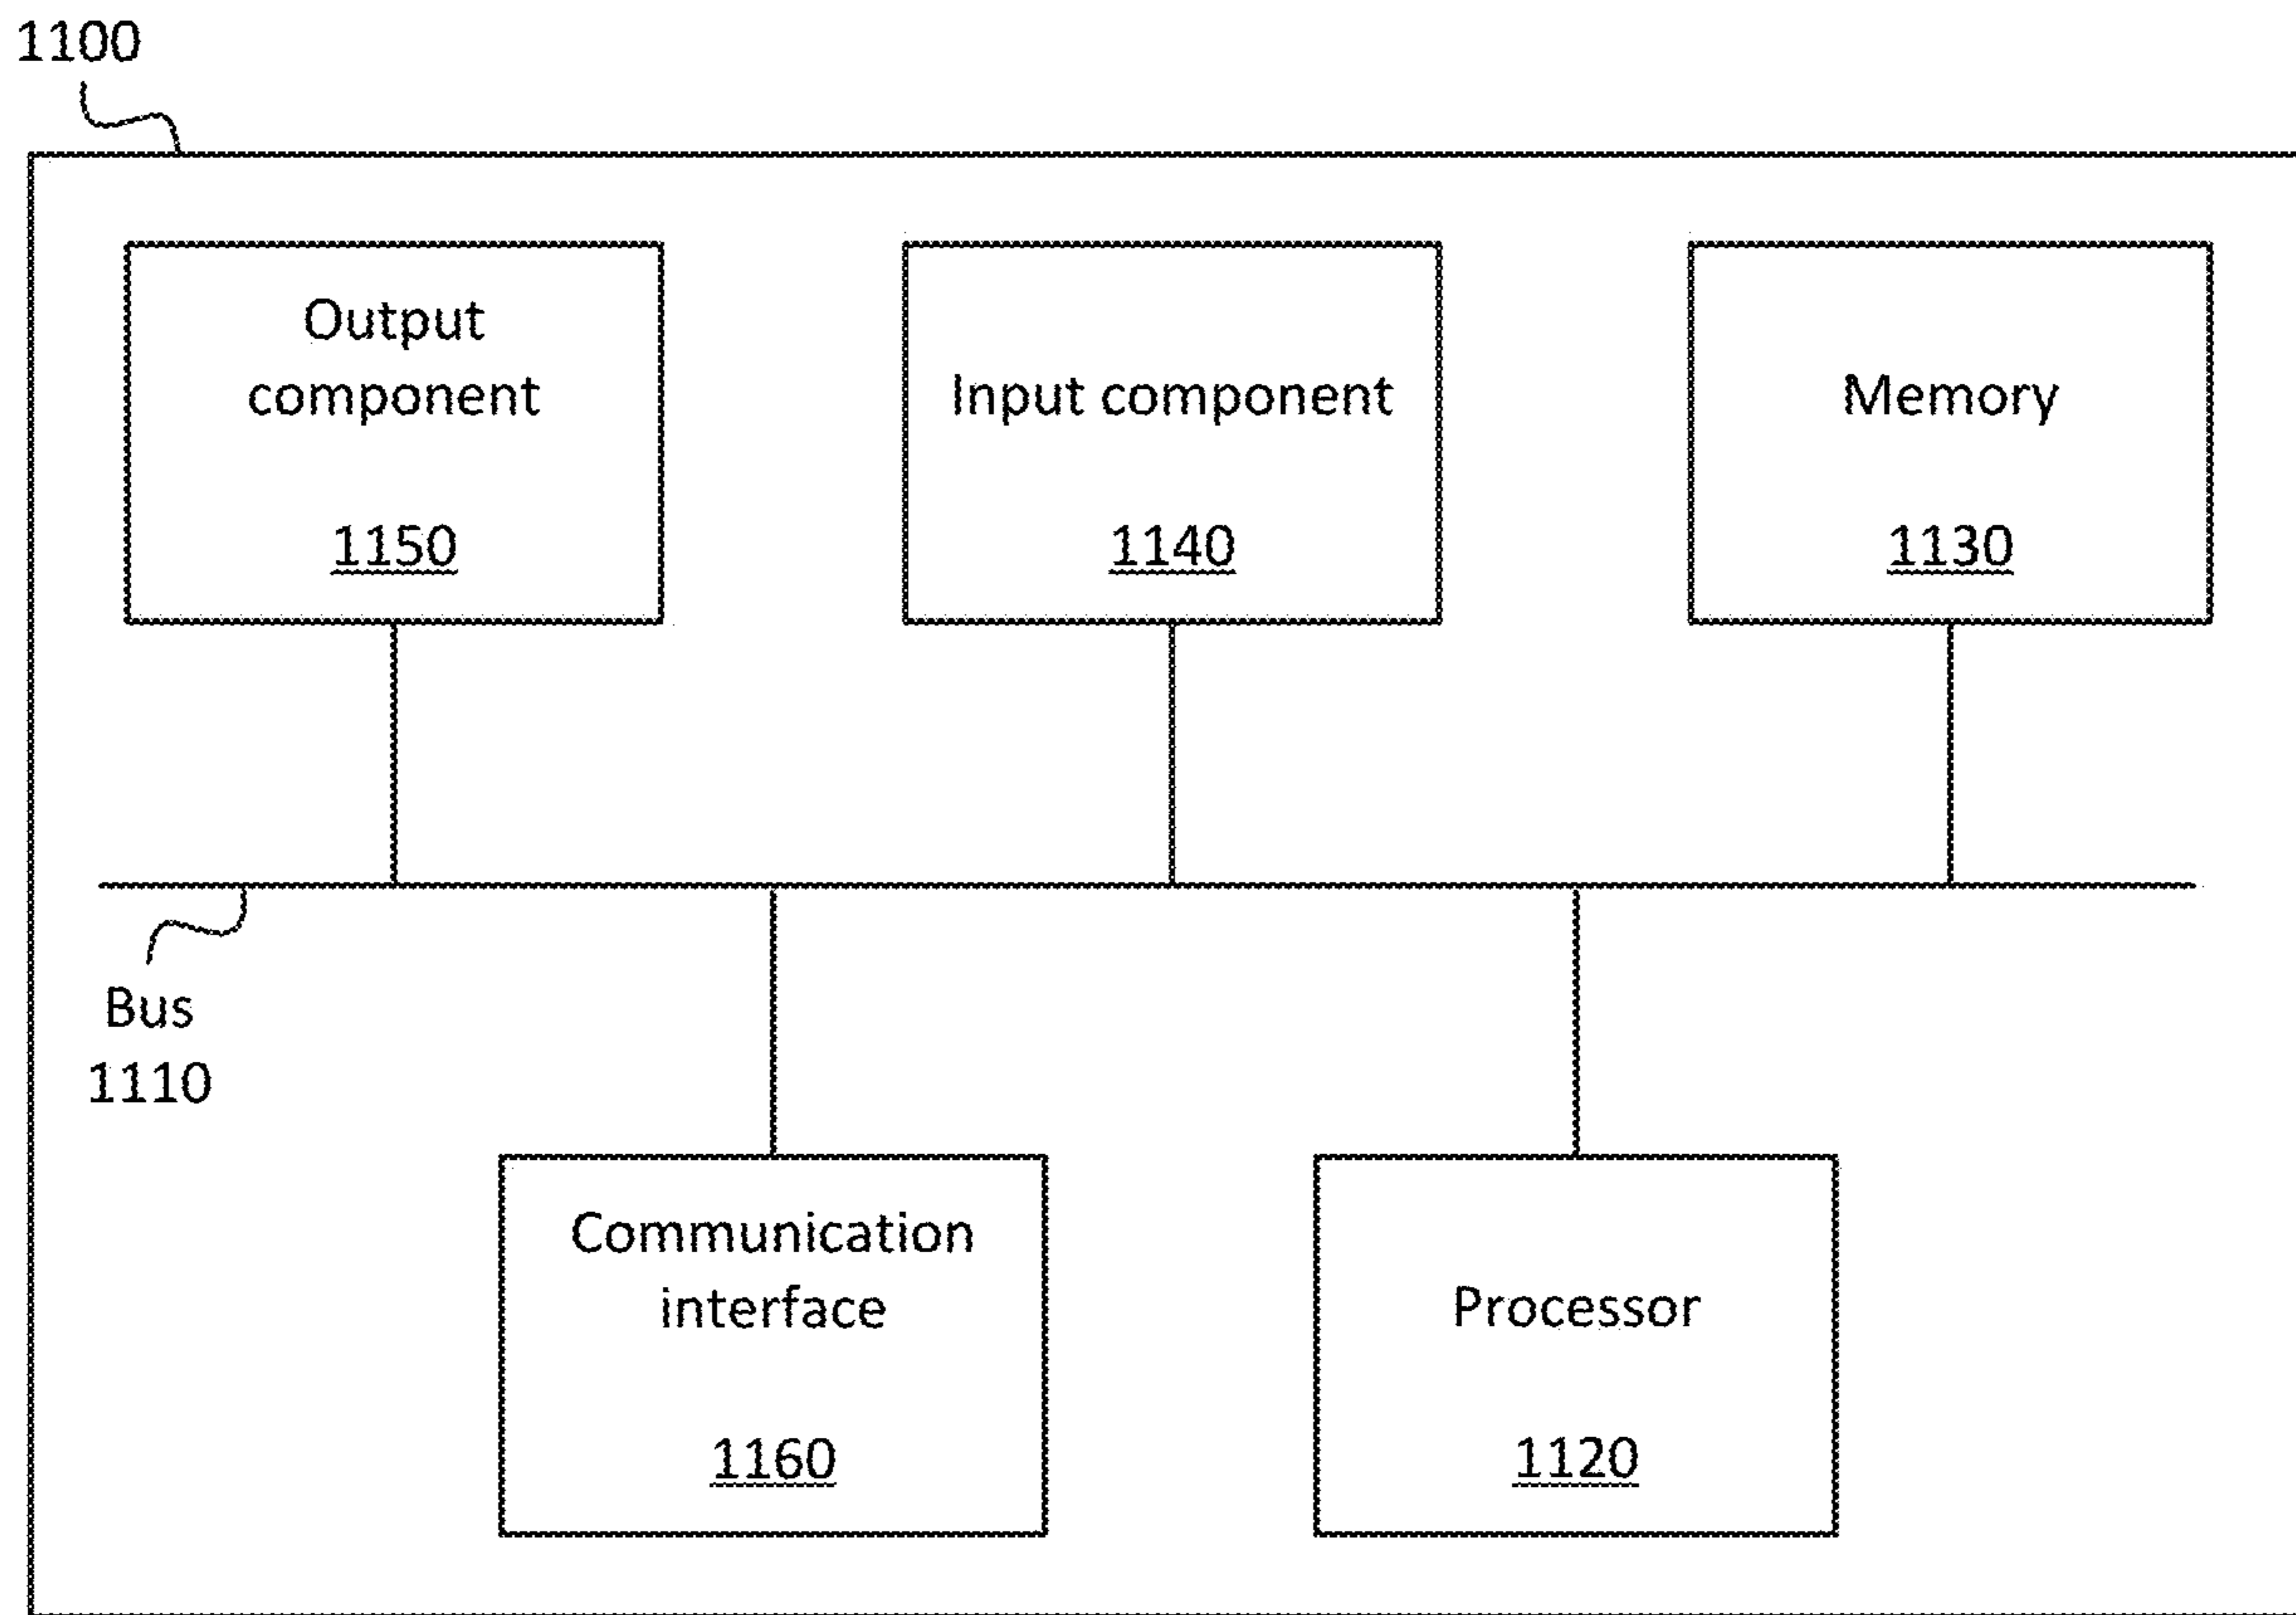 1100
Output
component
1150
Input component
1140
Memory
1130
Bus
1110
Communication
interface
1160
Processor
1120